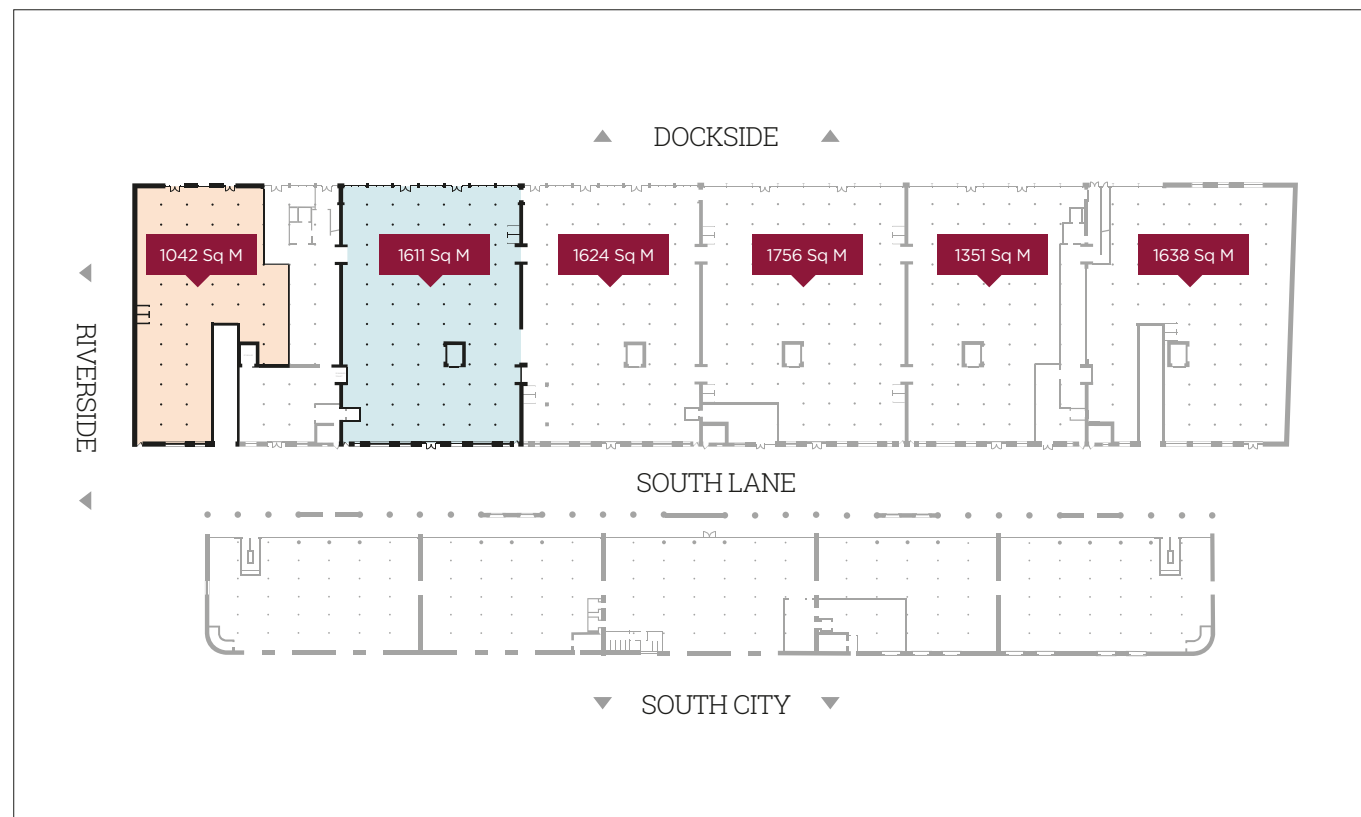 DOCKSIDE
1042 Sq M
1611 Sq M
1624 Sq M
1756 Sq M
1351 Sq M
1638 Sq M
RIVERSIDE
SOUTH LANE
SOUTH CITY